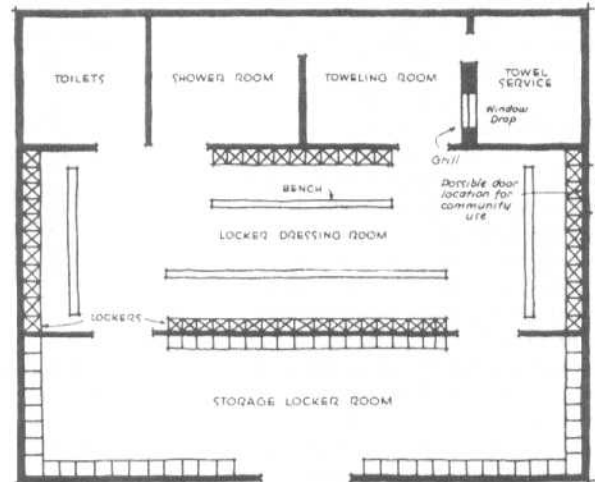 TOILETS
SHOWER ROOM
TOWELING ROOM
TOWEL
SERVICE
Window
Drop
Grill
BENCH
Possible door
location for
community
use
LOCKER DRESSING ROOM
LOCKERS
STORAGE LOCKER ROOM